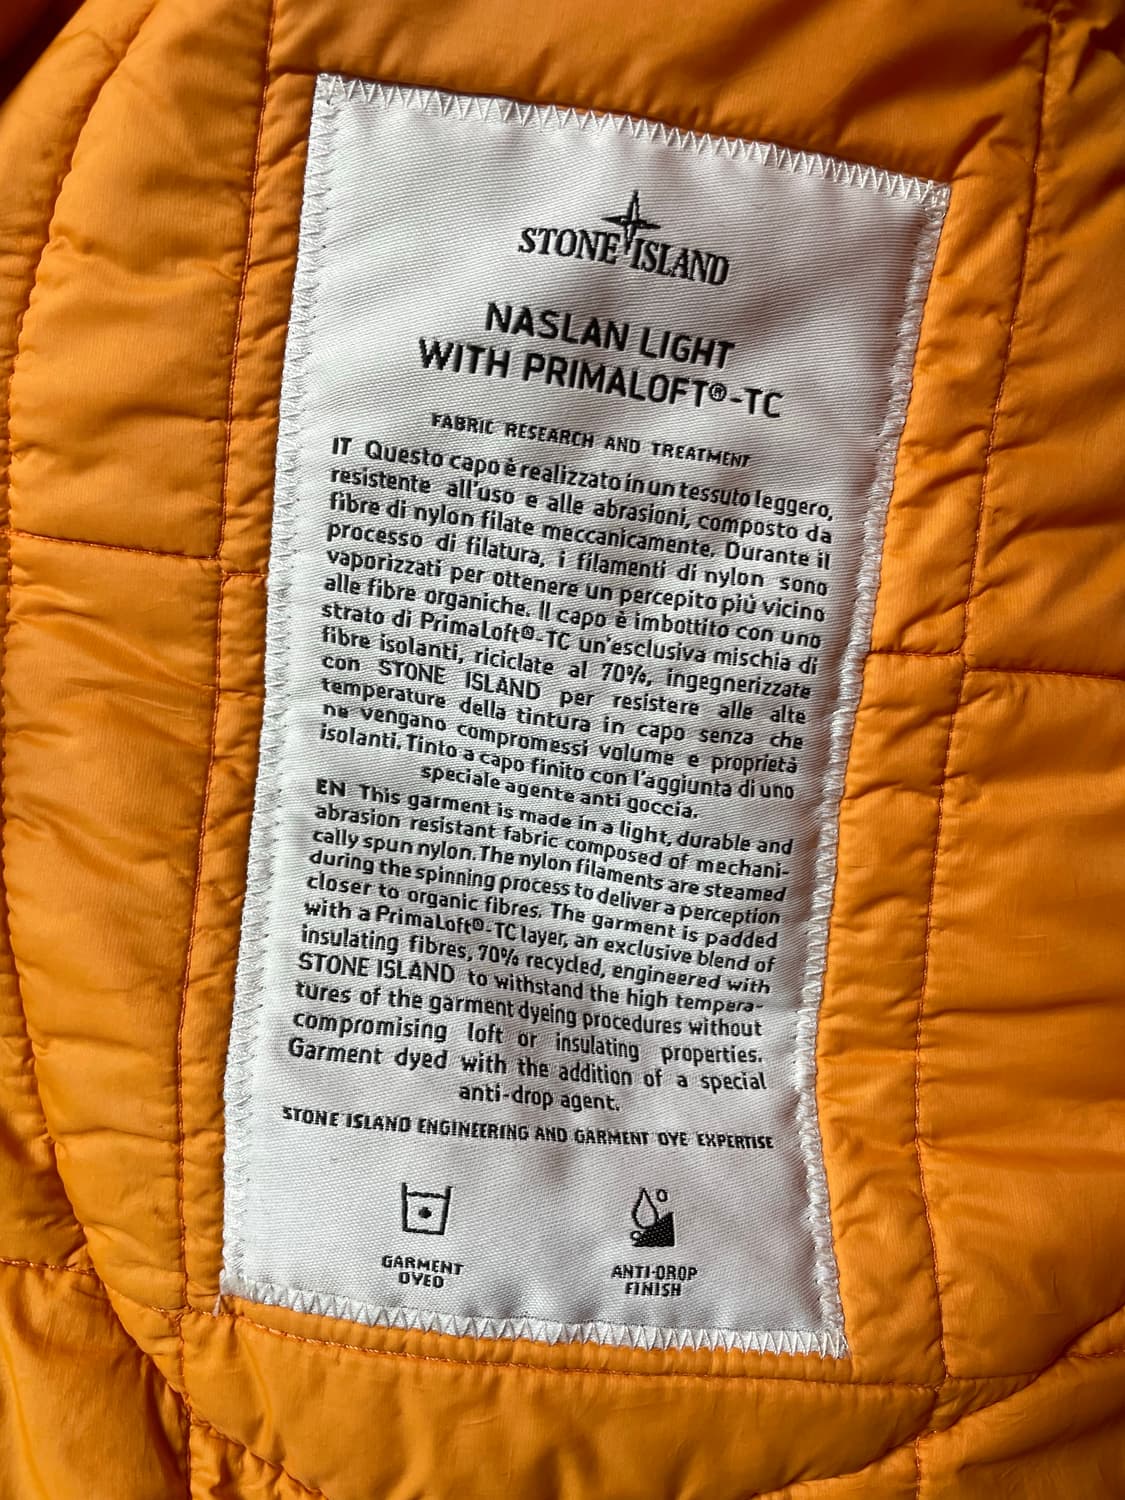 STONE ISLAND
NASLAN LIGHT
WITH PRIMALOFT®-TC
FABRIC RESEARCH AND TREATMENT
IT Questo capo è realizzato in un tessuto leggero,
resistente all'uso e alle abrasioni, composto da
fibre di nylon filate meccanicamente. Durante il
processo di filatura, i filamenti di nylon sono
vaporizzati per ottenere un percepito più vicino
alle fibre organiche. Il capo è imbottito con uno
strato di PrimaLoft®-TC un'esclusiva mischia di
fibre isolanti, riciclate al 70%, ingegnerizzate
con STONE ISLAND per resistere alle alte
temperature della tintura in capo senza che
ne vengano compromessi volume e proprietà
isolanti. Tinto a capo finito con l'aggiunta di uno
speciale agente anti goccia.
EN This garment is made in a light, durable and
abrasion resistant fabric composed of mechani-
cally spun nylon. The nylon filaments are steamed
during the spinning process to deliver a perception
closer to organic fibres. The garment is padded
with a PrimaLoft®-TC layer, an exclusive blend of
insulating fibres, 70% recycled, engineered with
STONE ISLAND to withstand the high tempera-
tures of the garment dyeing procedures without
compromising loft or insulating properties.
Garment dyed with the addition of a special
anti-drop agent.
STONE ISLAND ENGINEERING AND GARMENT DYE EXPERTISE
GARMENT
DYED
ANTI-DROP
FINISH